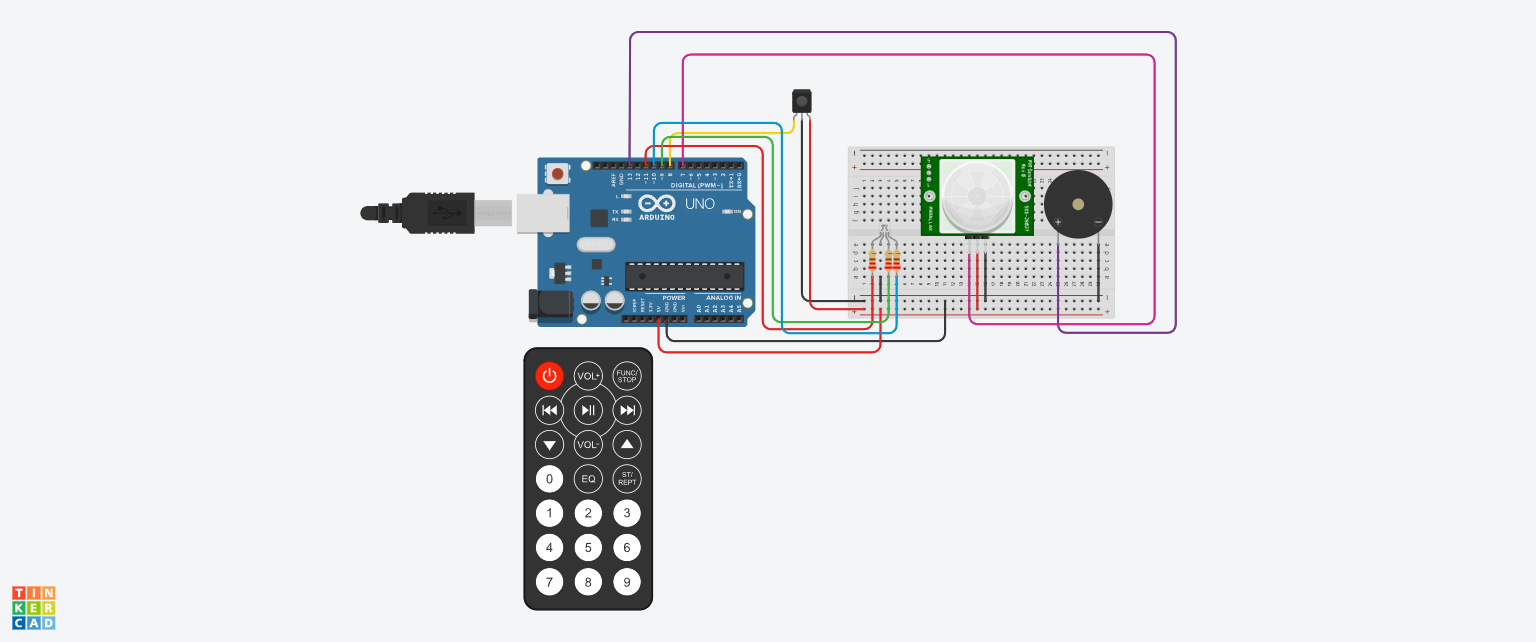 AREF
GND
13
12
~11
~10
~9
8
7
~6
~5
4
~3
2
TX→1
RX←0
DIGITAL (PWM~)
L
TX
RX
UNO
ARDUINO
ON
POWER
ANALOG IN
IOREF
RESET
3.3V
5V
GND
GND
Vin
A0
A1
A2
A3
A4
A5
PARALLAX
PIR Sensor
+
−
VOL+
FUNC/
STOP
VOL-
0
EQ
ST/
REPT
1
2
3
4
5
6
7
8
9
TIN
KER
CAD